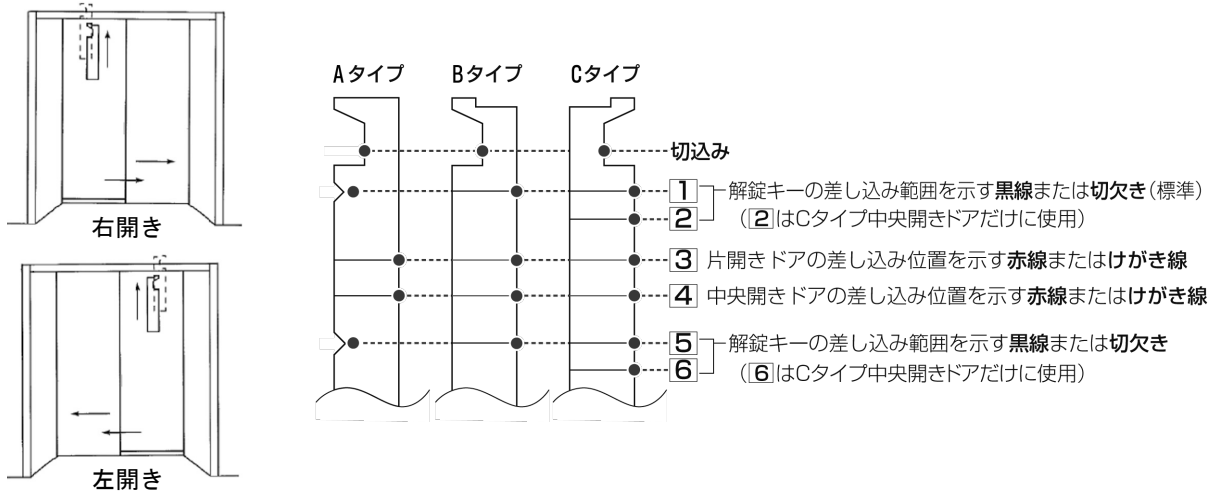 右開き
左開き
Aタイプ Bタイプ Cタイプ
切込み
1 解錠キーの差し込み範囲を示す黒線または切欠き(標準)
2 (2はCタイプ中央開きドアだけに使用)
3 片開きドアの差し込み位置を示す赤線またはけがき線
4 中央開きドアの差し込み位置を示す赤線またはけがき線
5 解錠キーの差し込み範囲を示す黒線または切欠き
6 (6はCタイプ中央開きドアだけに使用)